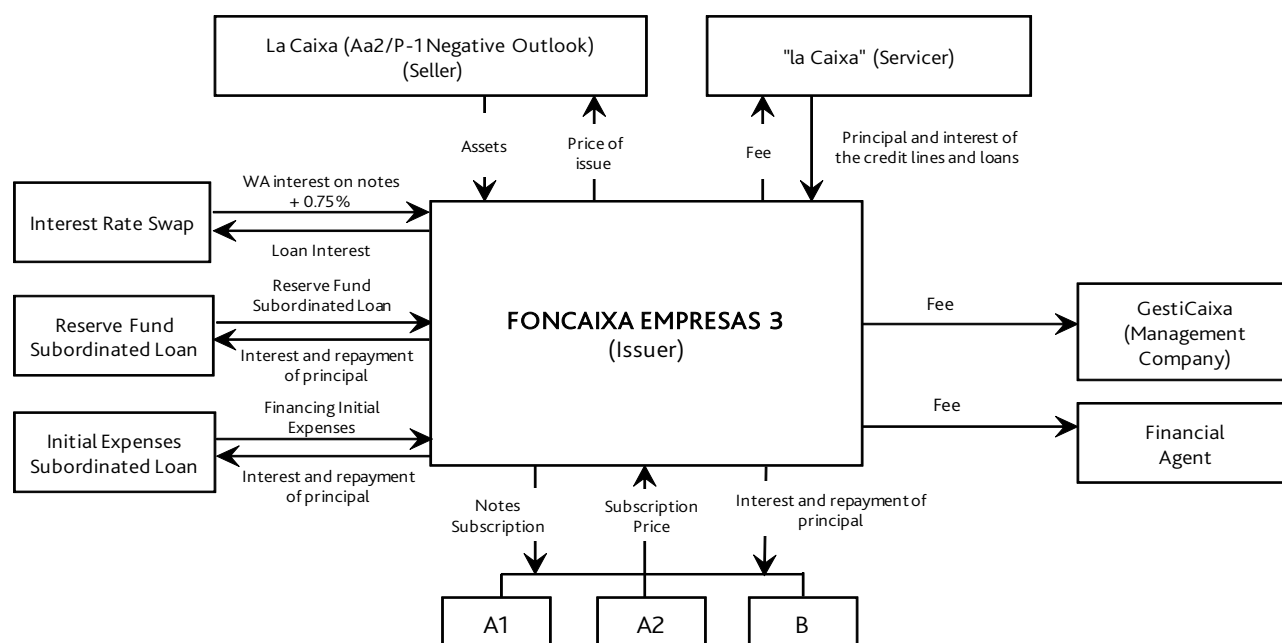 La Caixa (Aa2/P-1Negative Outlook)
(Seller)
"la Caixa" (Servicer)
Assets
Price of
issue
Fee
Principal and interest of
the credit lines and loans
Interest Rate Swap
WA interest on notes
+ 0.75%
Loan Interest
Reserve Fund
Subordinated Loan
Reserve Fund
Subordinated Loan
Interest and repayment
of principal
Initial Expenses
Subordinated Loan
Financing Initial
Expenses
Interest and repayment
of principal
FONCAIXA EMPRESAS 3
(Issuer)
Fee
GestiCaixa
(Management
Company)
Fee
Financial
Agent
Notes
Subscription
Subscription
Price
Interest and repayment of
principal
A1
A2
B